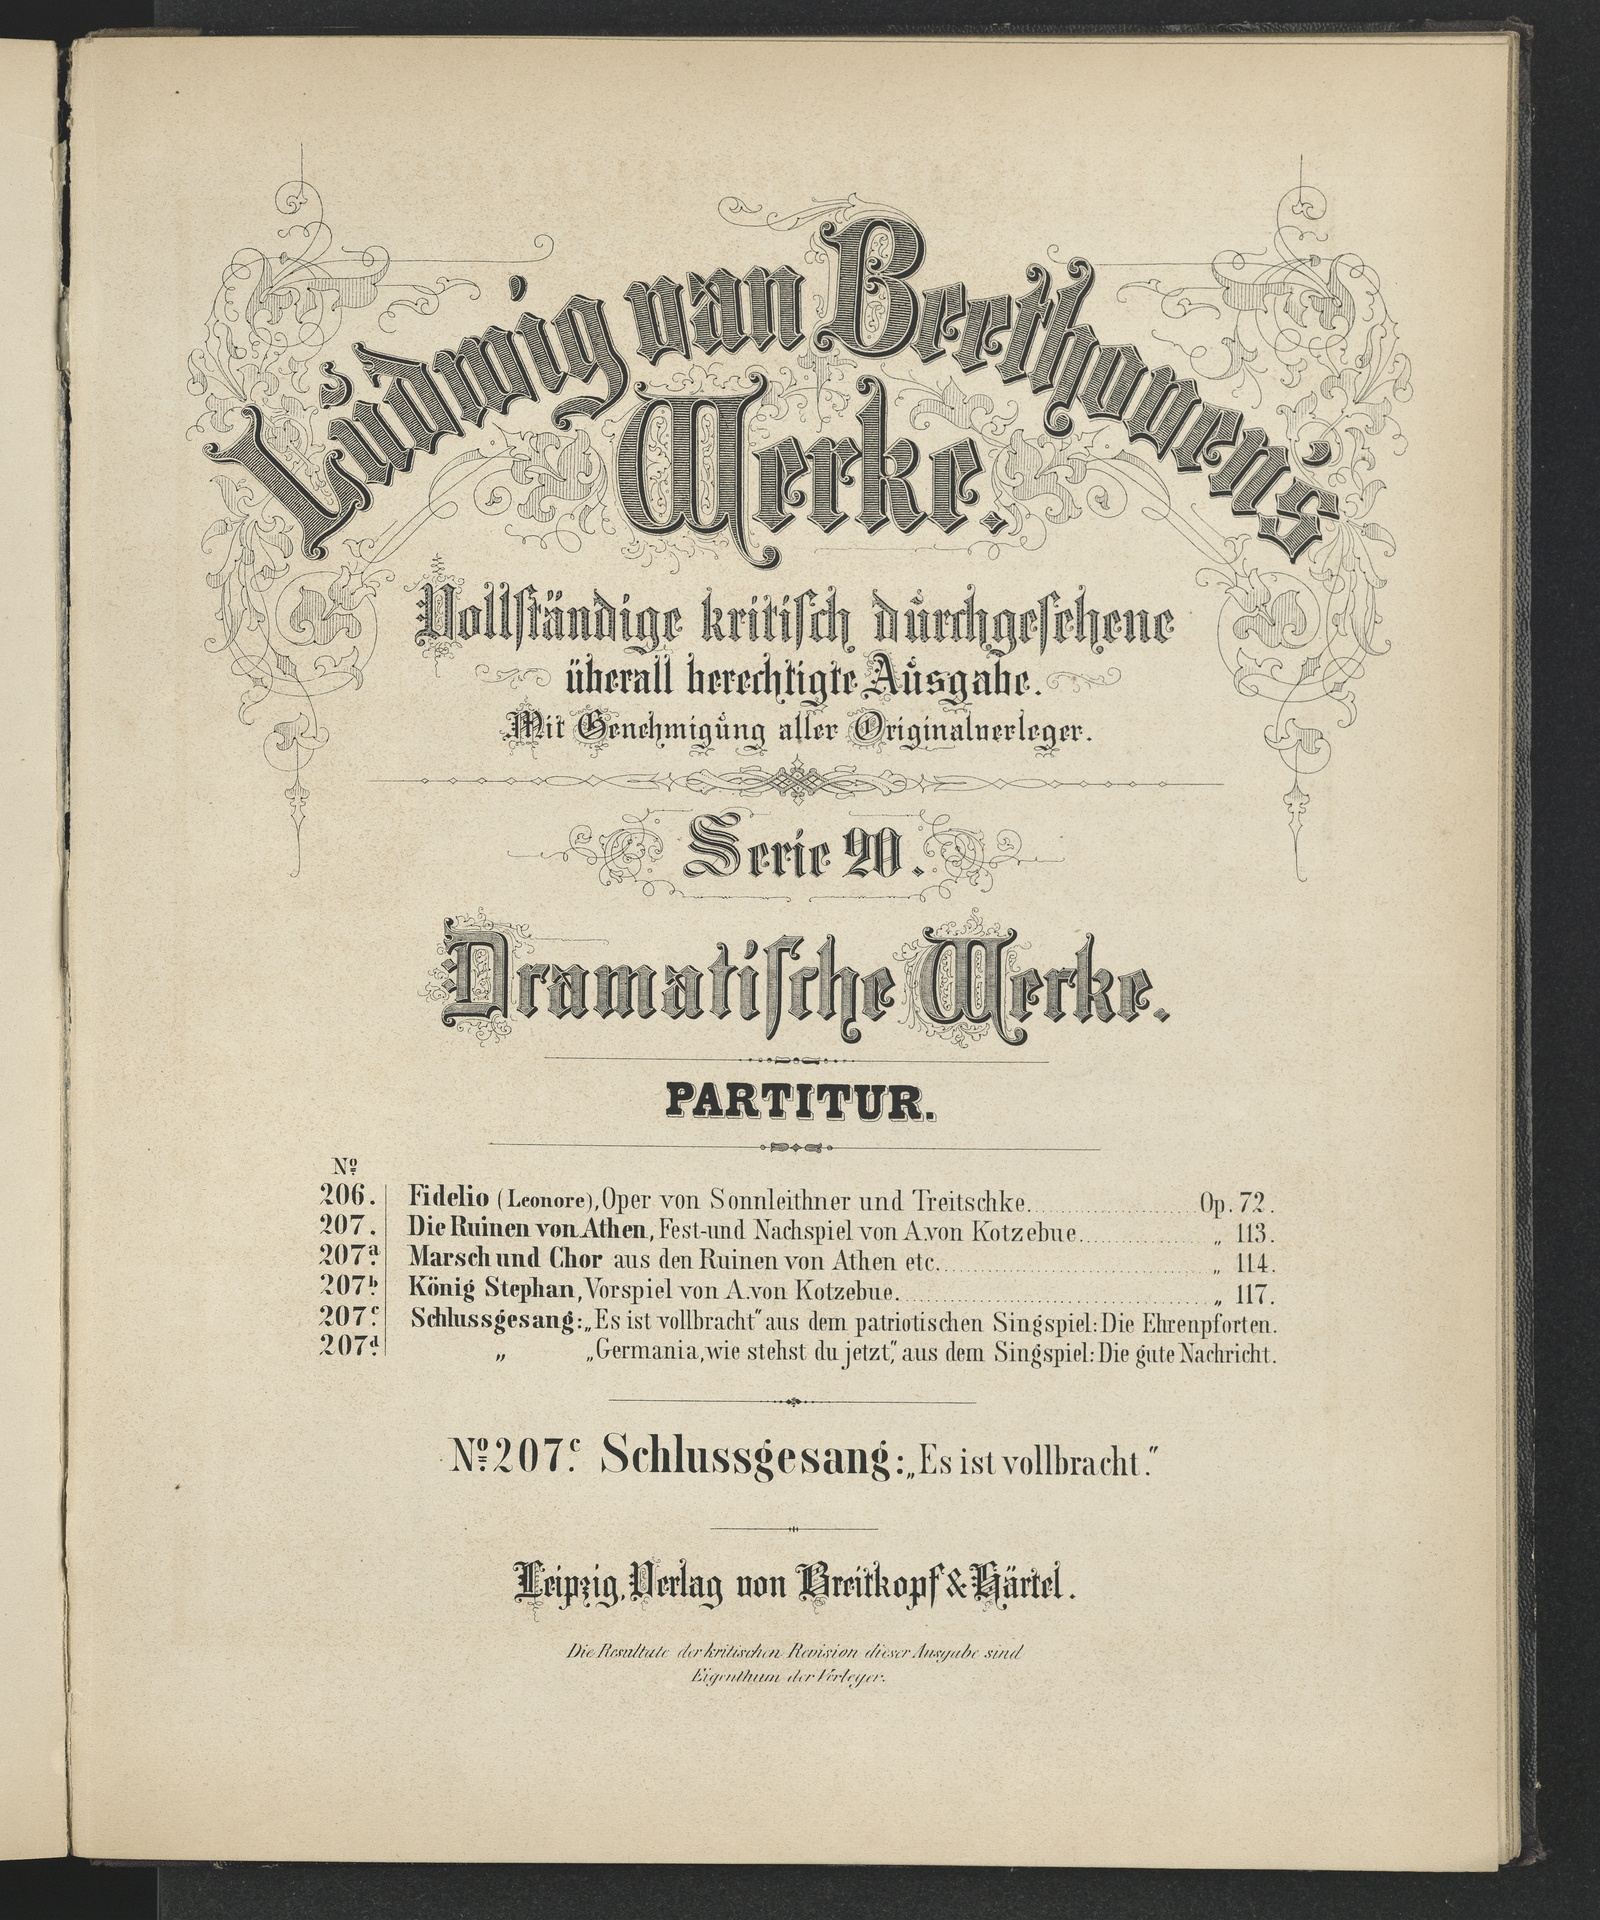 Ludwig van Beethoven's
Werke.
Vollſtändige kritiſch durchgeſehene
überall berechtigte Ausgabe.
Mit Genehmigung aller Originalverleger.
Serie 20.
Dramatiſche Werke.
PARTITUR.
Nº
206. Fidelio (Leonore), Oper von Sonnleithner und Treitschke. Op. 72.
207. Die Ruinen von Athen, Fest-und Nachspiel von A.von Kotzebue. „ 113.
207ª. Marsch und Chor aus den Ruinen von Athen etc. „ 114.
207ᵇ. König Stephan, Vorspiel von A.von Kotzebue. „ 117.
207ᶜ. Schlussgesang: „Es ist vollbracht" aus dem patriotischen Singspiel: Die Ehrenpforten.
207ᵈ. „ „Germania, wie stehst du jetzt," aus dem Singspiel: Die gute Nachricht.
Nº 207ᶜ. Schlussgesang: „Es ist vollbracht."
Leipzig, Verlag von Breitkopf & Härtel.
Die Resultate der kritischen Revision dieser Ausgabe sind
Eigenthum der Verleger.